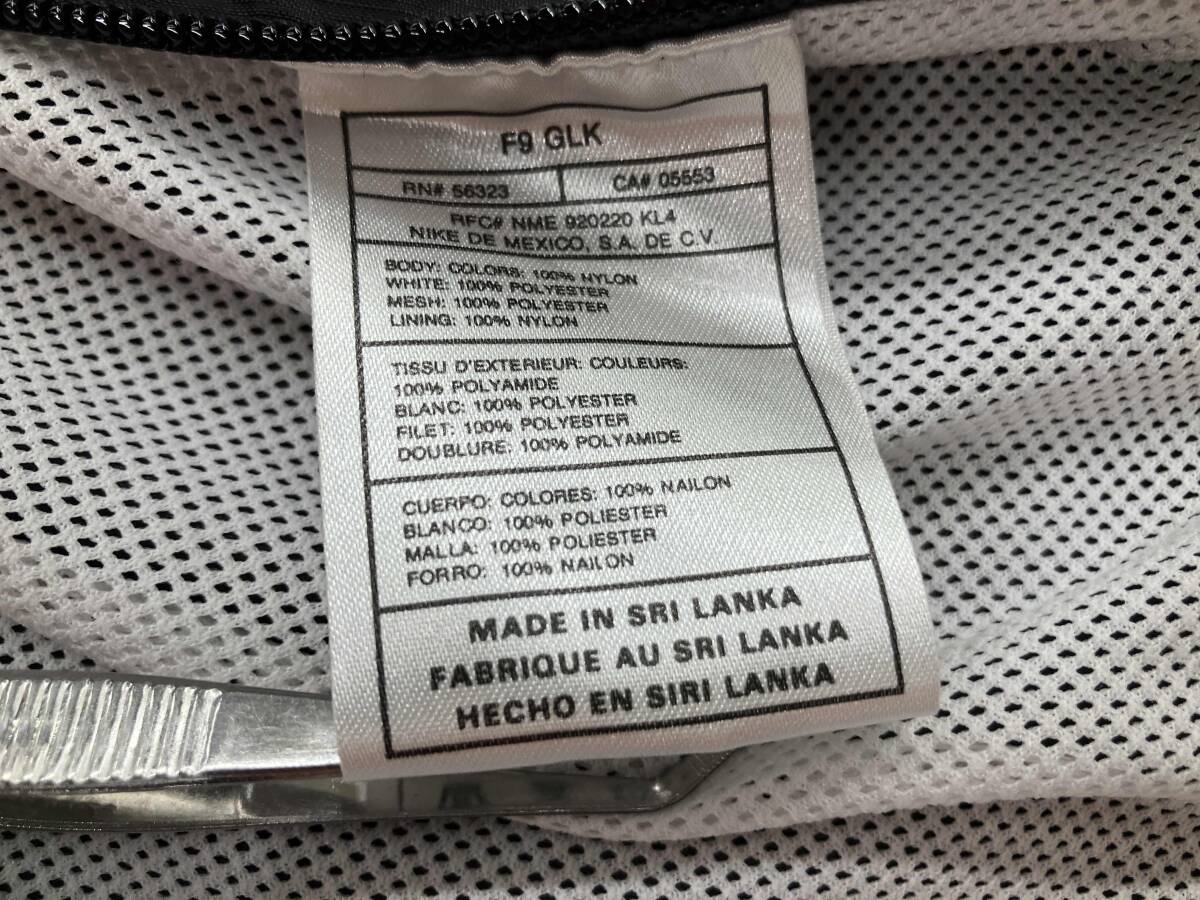 F9 GLK
RN# 56323 CA# 05553
RFC# NME 920220 KL4
NIKE DE MEXICO, S.A. DE C.V.
BODY: COLORS: 100% NYLON
WHITE: 100% POLYESTER
MESH: 100% POLYESTER
LINING: 100% NYLON
TISSU D'EXTERIEUR: COULEURS:
100% POLYAMIDE
BLANC: 100% POLYESTER
FILET: 100% POLYESTER
DOUBLURE: 100% POLYAMIDE
CUERPO: COLORES: 100% NAILON
BLANCO: 100% POLIESTER
MALLA: 100% POLIESTER
FORRO: 100% NAILON
MADE IN SRI LANKA
FABRIQUE AU SRI LANKA
HECHO EN SIRI LANKA